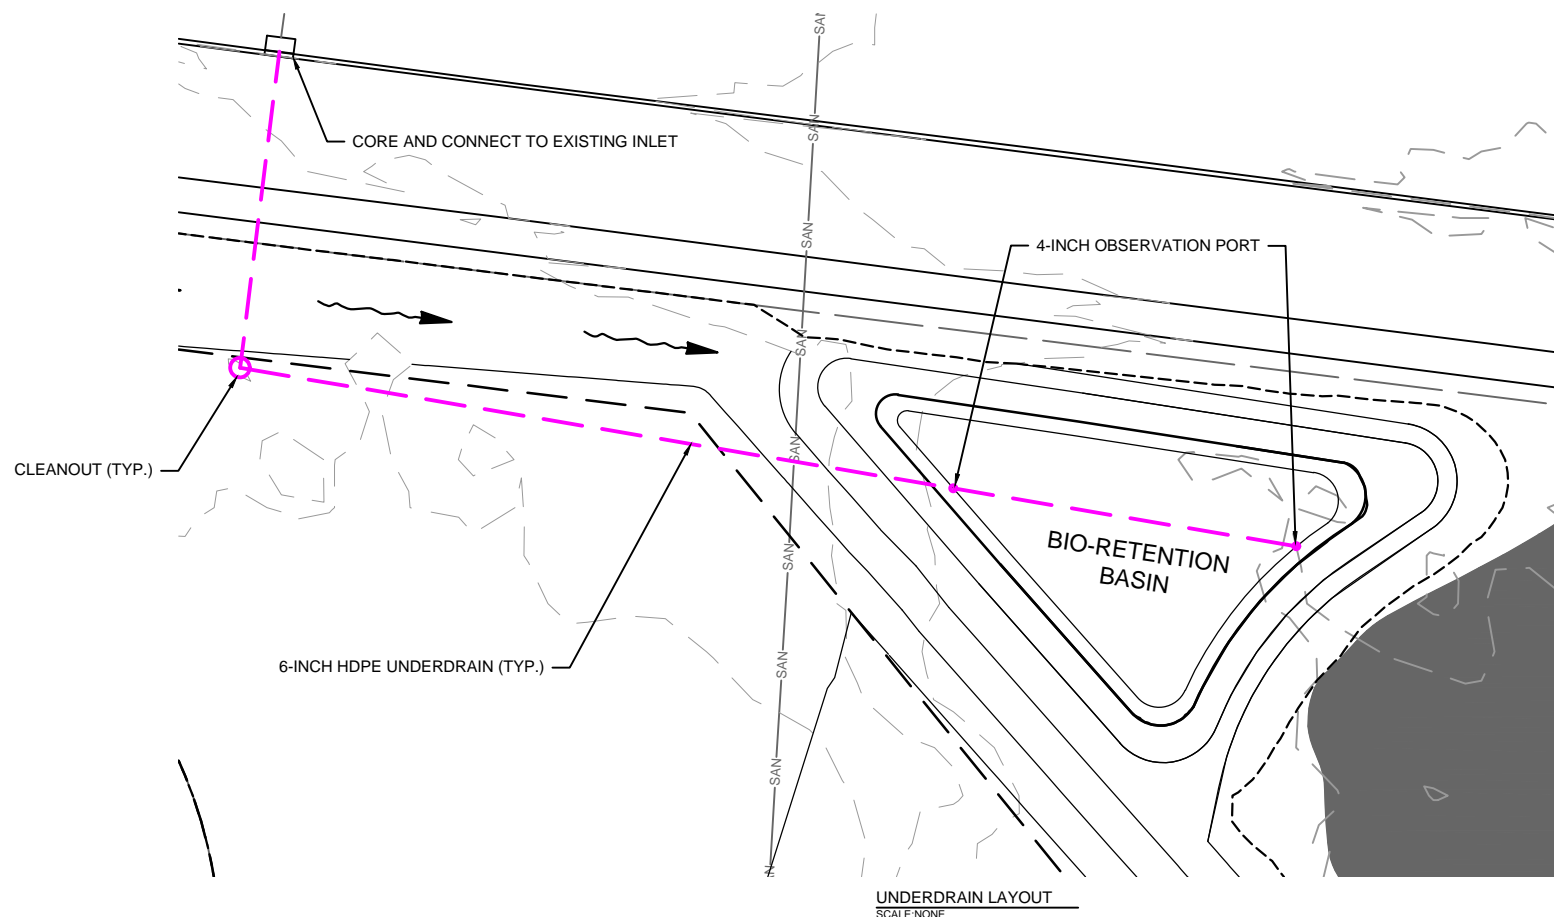 SAN
CORE AND CONNECT TO EXISTING INLET
SAN
SAN
4-INCH OBSERVATION PORT
SAN
CLEANOUT (TYP.)
SAN
BIO-RETENTION
BASIN
SAN
6-INCH HDPE UNDERDRAIN (TYP.)
SAN
SAN
UNDERDRAIN LAYOUT
SCALE:NONE